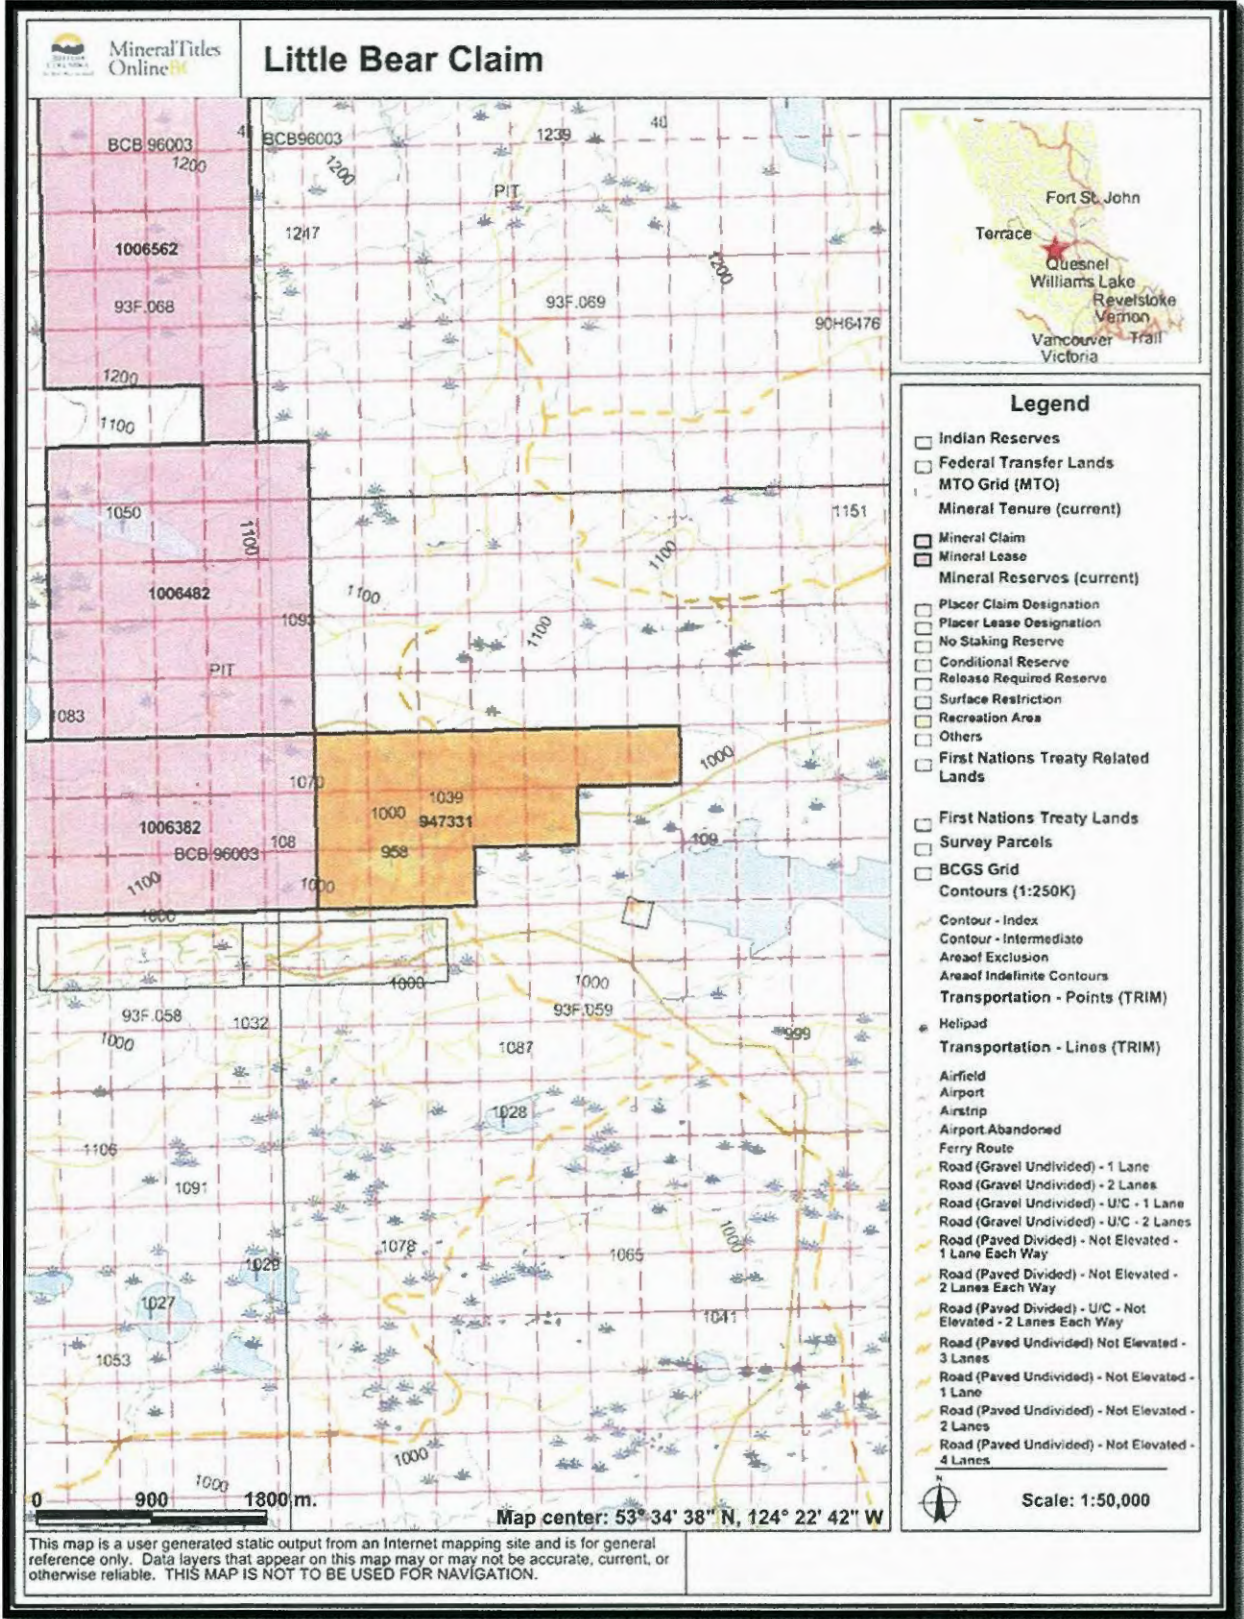 MineralTitles
OnlineBC
Little Bear Claim
BCB 96003
1200
BCB96003
1200
1239
40
PIT
1006562
1247
1200
93F.068
93F.069
90H6476
1200
1100
1050
1100
1151
1006482
1100
1100
1093
1100
PIT
1083
1070
1000
1000
1039
947331
1006382
108
958
109
BCB 96003
1100
1000
1000
1000
93F.058
1032
1000
93F.059
1000
999
1087
1028
1106
1091
1078
1065
1000
1029
1027
1041
1053
1000
1000
0 900 1800 m.
Map center: 53° 34' 38" N, 124° 22' 42" W
This map is a user generated static output from an Internet mapping site and is for general
reference only. Data layers that appear on this map may or may not be accurate, current, or
otherwise reliable. THIS MAP IS NOT TO BE USED FOR NAVIGATION.
Fort St. John
Terrace
Quesnel
Williams Lake
Revelstoke
Vernon
Vancouver Trail
Victoria
Legend
Indian Reserves
Federal Transfer Lands
MTO Grid (MTO)
Mineral Tenure (current)
Mineral Claim
Mineral Lease
Mineral Reserves (current)
Placer Claim Designation
Placer Lease Designation
No Staking Reserve
Conditional Reserve
Release Required Reserve
Surface Restriction
Recreation Area
Others
First Nations Treaty Related
Lands
First Nations Treaty Lands
Survey Parcels
BCGS Grid
Contours (1:250K)
Contour - Index
Contour - Intermediate
Areaof Exclusion
Areaof Indefinite Contours
Transportation - Points (TRIM)
Helipad
Transportation - Lines (TRIM)
Airfield
Airport
Airstrip
Airport.Abandoned
Ferry Route
Road (Gravel Undivided) - 1 Lane
Road (Gravel Undivided) - 2 Lanes
Road (Gravel Undivided) - U/C - 1 Lane
Road (Gravel Undivided) - U/C - 2 Lanes
Road (Paved Divided) - Not Elevated -
1 Lane Each Way
Road (Paved Divided) - Not Elevated -
2 Lanes Each Way
Road (Paved Divided) - U/C - Not
Elevated - 2 Lanes Each Way
Road (Paved Undivided) Not Elevated -
3 Lanes
Road (Paved Undivided) - Not Elevated -
1 Lane
Road (Paved Undivided) - Not Elevated -
2 Lanes
Road (Paved Undivided) - Not Elevated -
4 Lanes
N
Scale: 1:50,000